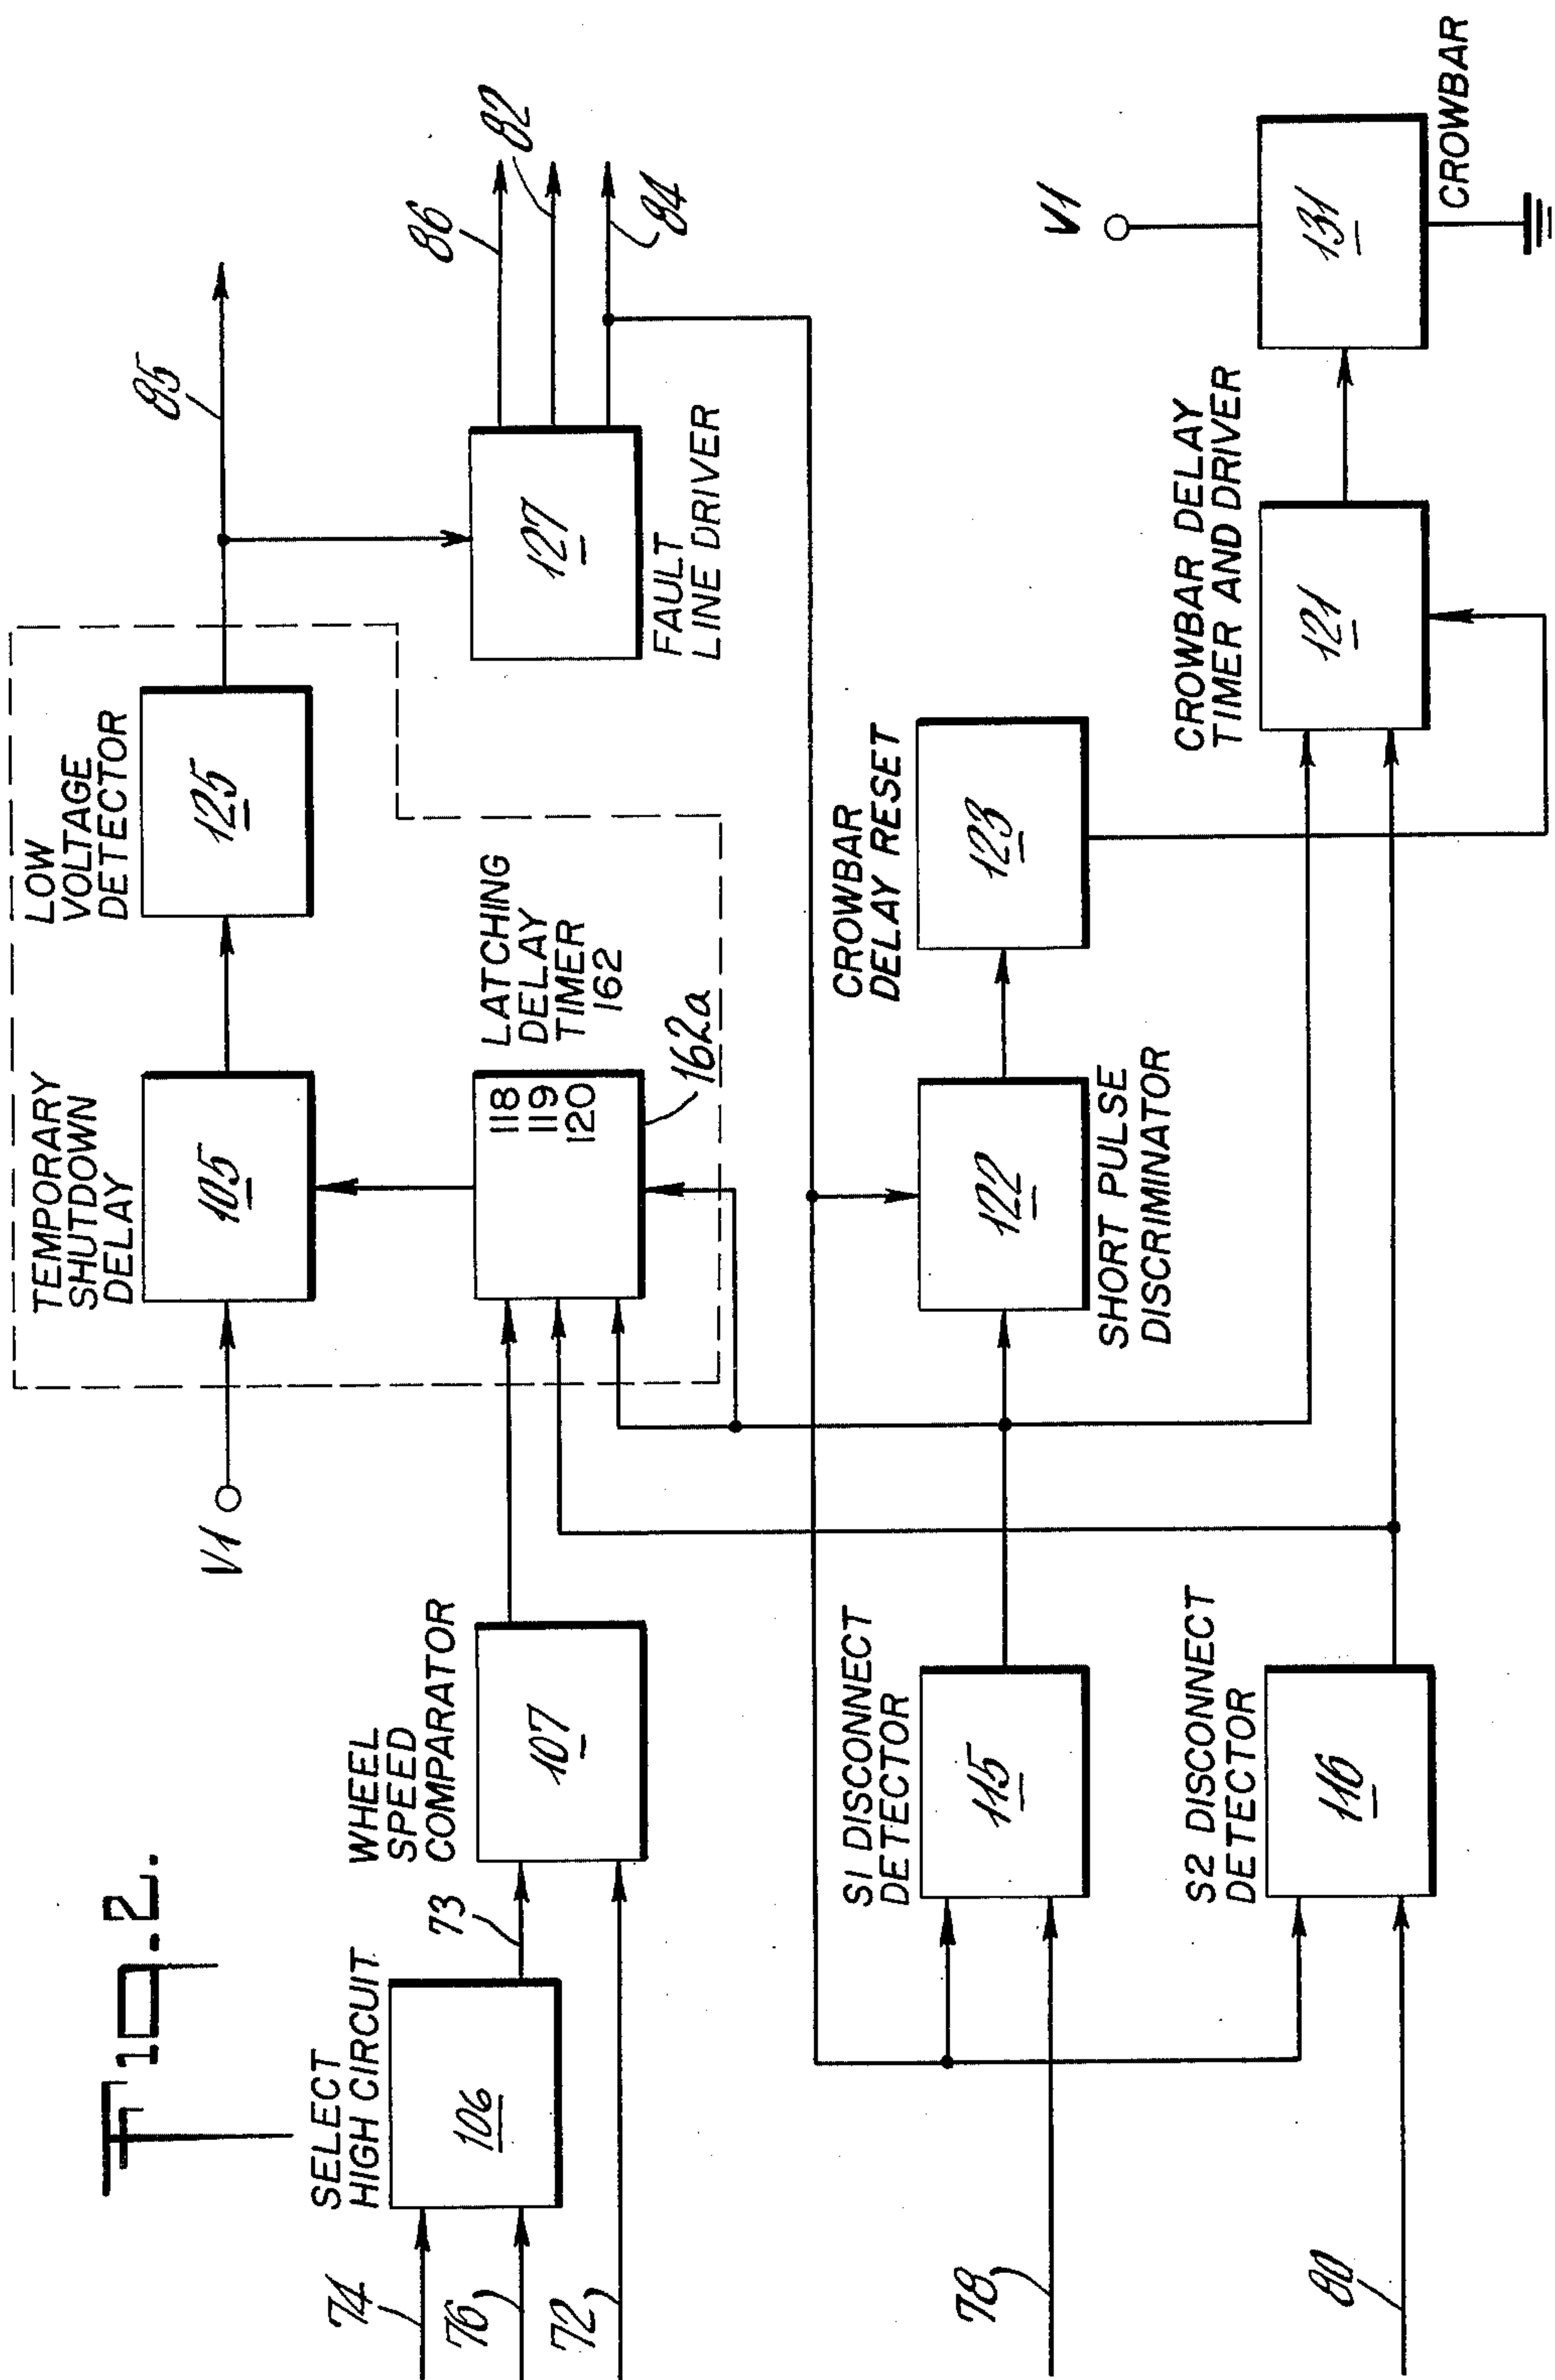 Fig. 2.
TEMPORARY
SHUTDOWN
DELAY
105
LOW
VOLTAGE
DETECTOR
125
85
V1
86
82
84
127
FAULT
LINE DRIVER
118
119
120
LATCHING
DELAY
TIMER
162
162a
SELECT
HIGH CIRCUIT
106
74
76
72
73
WHEEL
SPEED
COMPARATOR
107
S1 DISCONNECT
DETECTOR
115
78
S2 DISCONNECT
DETECTOR
116
80
122
SHORT PULSE
DISCRIMINATOR
CROWBAR
DELAY RESET
123
CROWBAR DELAY
TIMER AND DRIVER
121
V1
131
CROWBAR